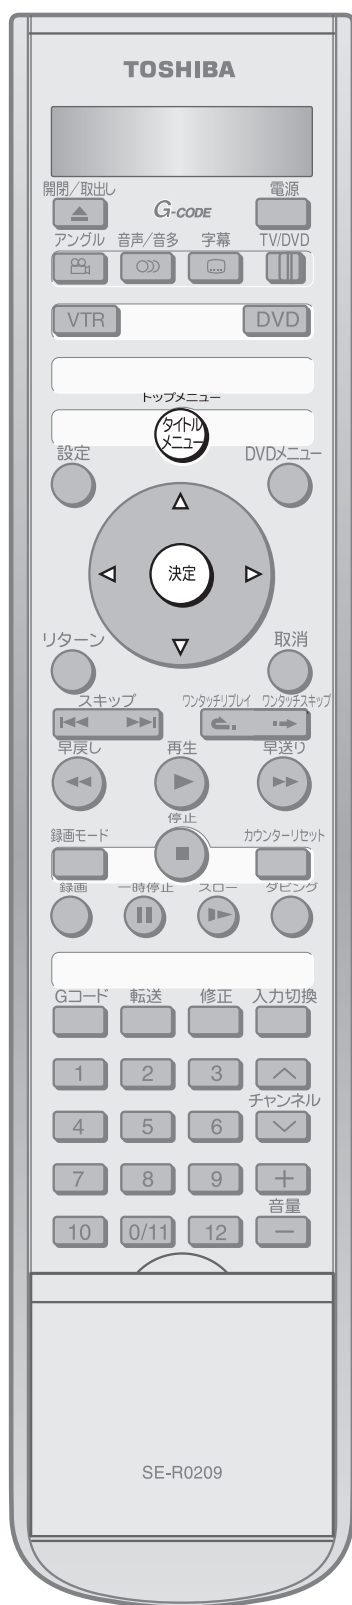 TOSHIBA
開閉/取出し 電源
G-CODE
アングル 音声/音多 字幕 TV/DVD
VTR DVD
トップメニュー
タイトル
メニュー
設定 DVDメニュー
決定
リターン 取消
スキップ ワンタッチリプレイ ワンタッチスキップ
早戻し 再生 早送り
停止
録画モード カウンターリセット
録画 一時停止 スロー ダビング
Gコード 転送 修正 入力切換
1 2 3
チャンネル
4 5 6
7 8 9 +
音量
10 0/11 12 −
SE-R0209